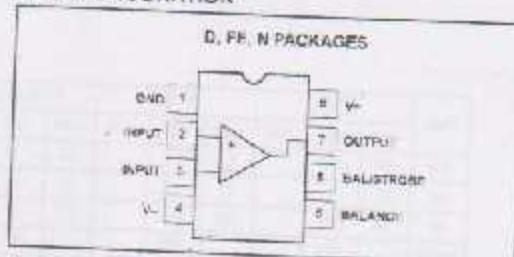 D, FE, N PACKAGES
GND 1
INPUT 2
INPUT 3
V– 4
8 V+
7 OUTPUT
6 BAL/STROBE
5 BALANCE
+